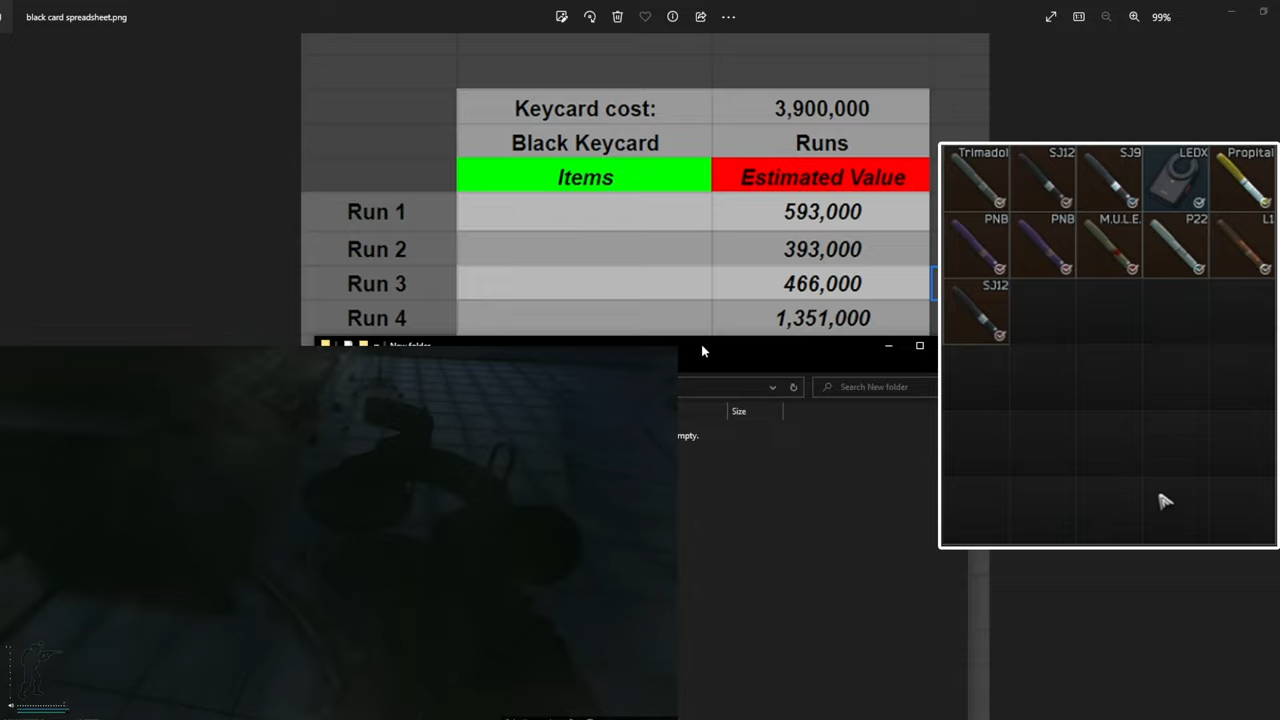 black card spreadsheet.png
99%
Keycard cost: 3,900,000
Black Keycard Runs
Items Estimated Value
Run 1 593,000
Run 2 393,000
Run 3 466,000
Run 4 1,351,000
Trimadol SJ12 SJ9 LEDX Propital
PNB PNB M.U.L.E. P22 L1
SJ12
New folder
Search New folder
Size
mpty.